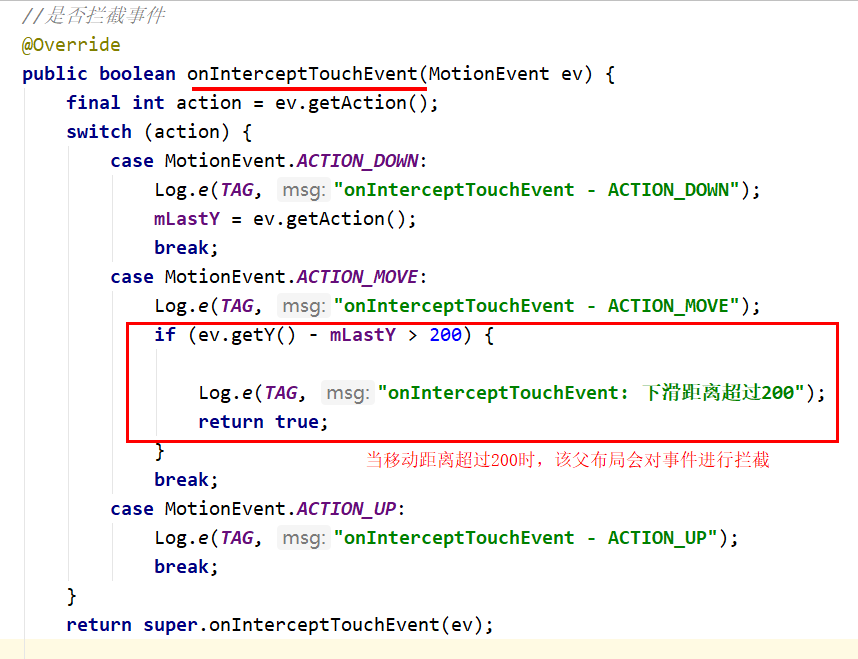 //是否拦截事件
@Override
public boolean onInterceptTouchEvent(MotionEvent ev) {
final int action = ev.getAction();
switch (action) {
case MotionEvent.ACTION_DOWN:
Log.e(TAG, msg: "onInterceptTouchEvent - ACTION_DOWN");
mLastY = ev.getAction();
break;
case MotionEvent.ACTION_MOVE:
Log.e(TAG, msg: "onInterceptTouchEvent - ACTION_MOVE");
if (ev.getY() - mLastY > 200) {
Log.e(TAG, msg: "onInterceptTouchEvent: 下滑距离超过200");
return true;
}
当移动距离超过200时，该父布局会对事件进行拦截
break;
case MotionEvent.ACTION_UP:
Log.e(TAG, msg: "onInterceptTouchEvent - ACTION_UP");
break;
}
return super.onInterceptTouchEvent(ev);